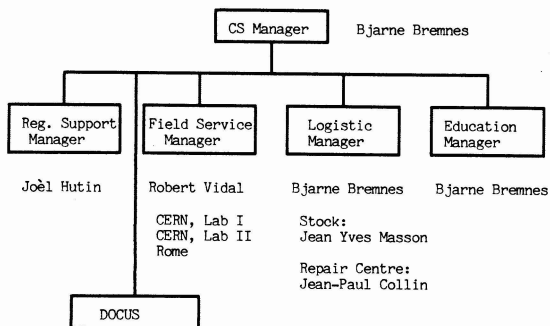 CS Manager
Bjarne Bremnes
Reg. Support
Manager
Joèl Hutin
Field Service
Manager
Robert Vidal
CERN, Lab I
CERN, Lab II
Rome
Logistic
Manager
Bjarne Bremnes
Stock:
Jean Yves Masson
Repair Centre:
Jean-Paul Collin
Education
Manager
Bjarne Bremnes
DOCUS